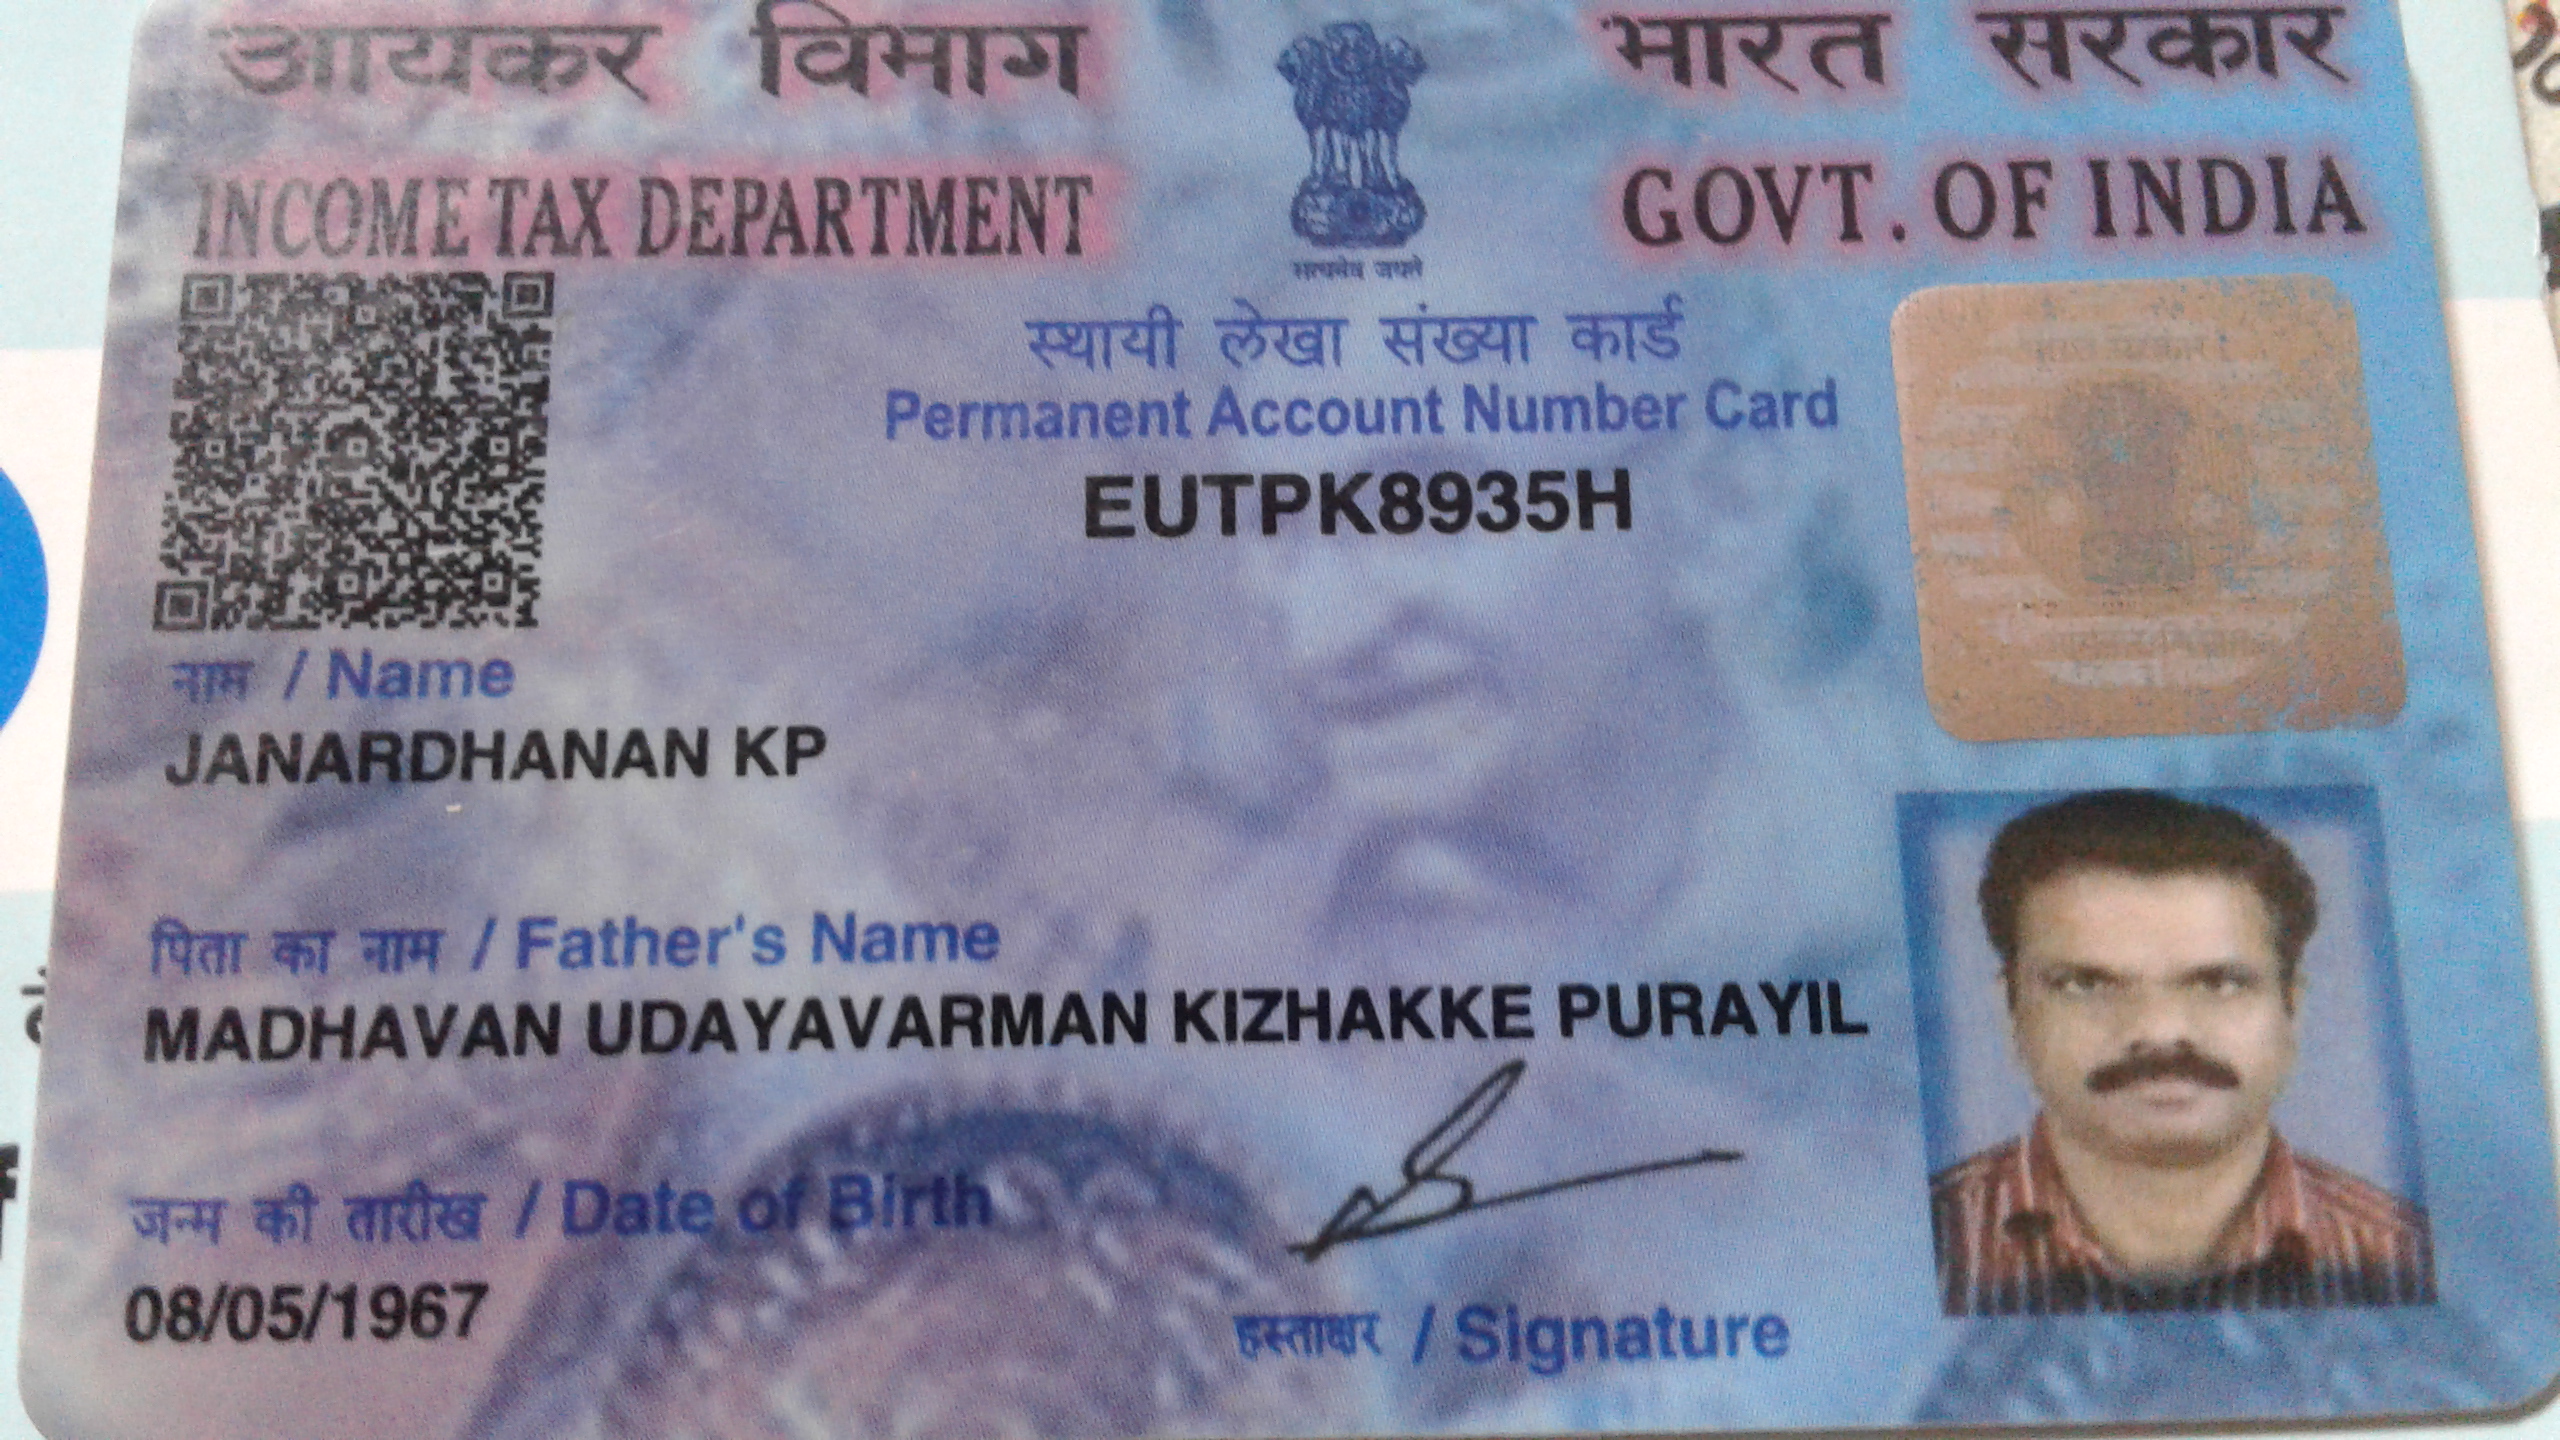 आयकर विभाग
INCOME TAX DEPARTMENT
भारत सरकार
GOVT. OF INDIA
सत्यमेव जयते
स्थायी लेखा संख्या कार्ड
Permanent Account Number Card
EUTPK8935H
नाम / Name
JANARDHANAN KP
पिता का नाम / Father's Name
MADHAVAN UDAYAVARMAN KIZHAKKE PURAYIL
जन्म की तारीख / Date of Birth
08/05/1967
हस्ताक्षर / Signature